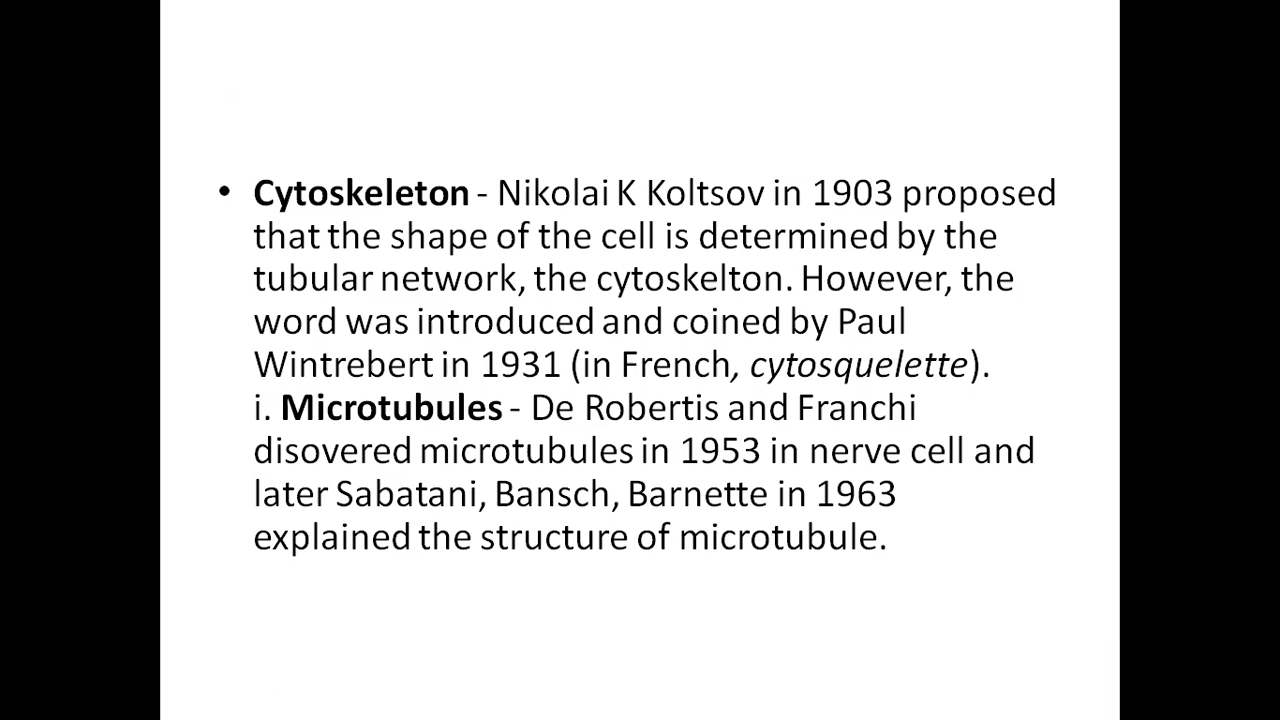 • Cytoskeleton - Nikolai K Koltsov in 1903 proposed
that the shape of the cell is determined by the
tubular network, the cytoskelton. However, the
word was introduced and coined by Paul
Wintrebert in 1931 (in French, cytosquelette).
i. Microtubules - De Robertis and Franchi
disovered microtubules in 1953 in nerve cell and
later Sabatani, Bansch, Barnette in 1963
explained the structure of microtubule.